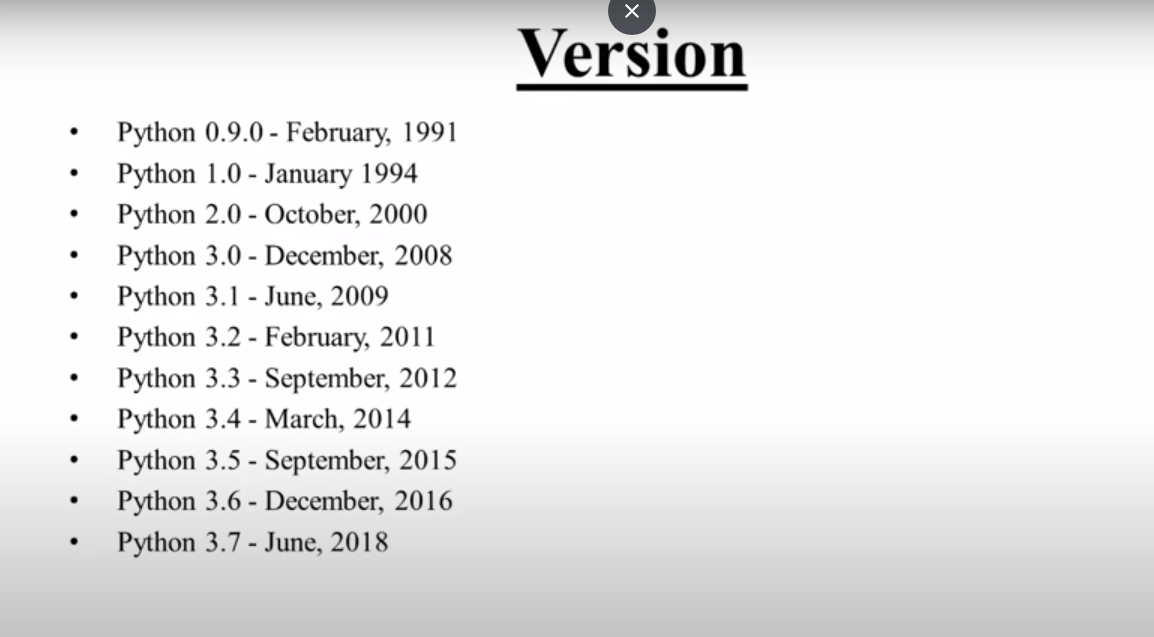 Version
• Python 0.9.0 - February, 1991
• Python 1.0 - January 1994
• Python 2.0 - October, 2000
• Python 3.0 - December, 2008
• Python 3.1 - June, 2009
• Python 3.2 - February, 2011
• Python 3.3 - September, 2012
• Python 3.4 - March, 2014
• Python 3.5 - September, 2015
• Python 3.6 - December, 2016
• Python 3.7 - June, 2018